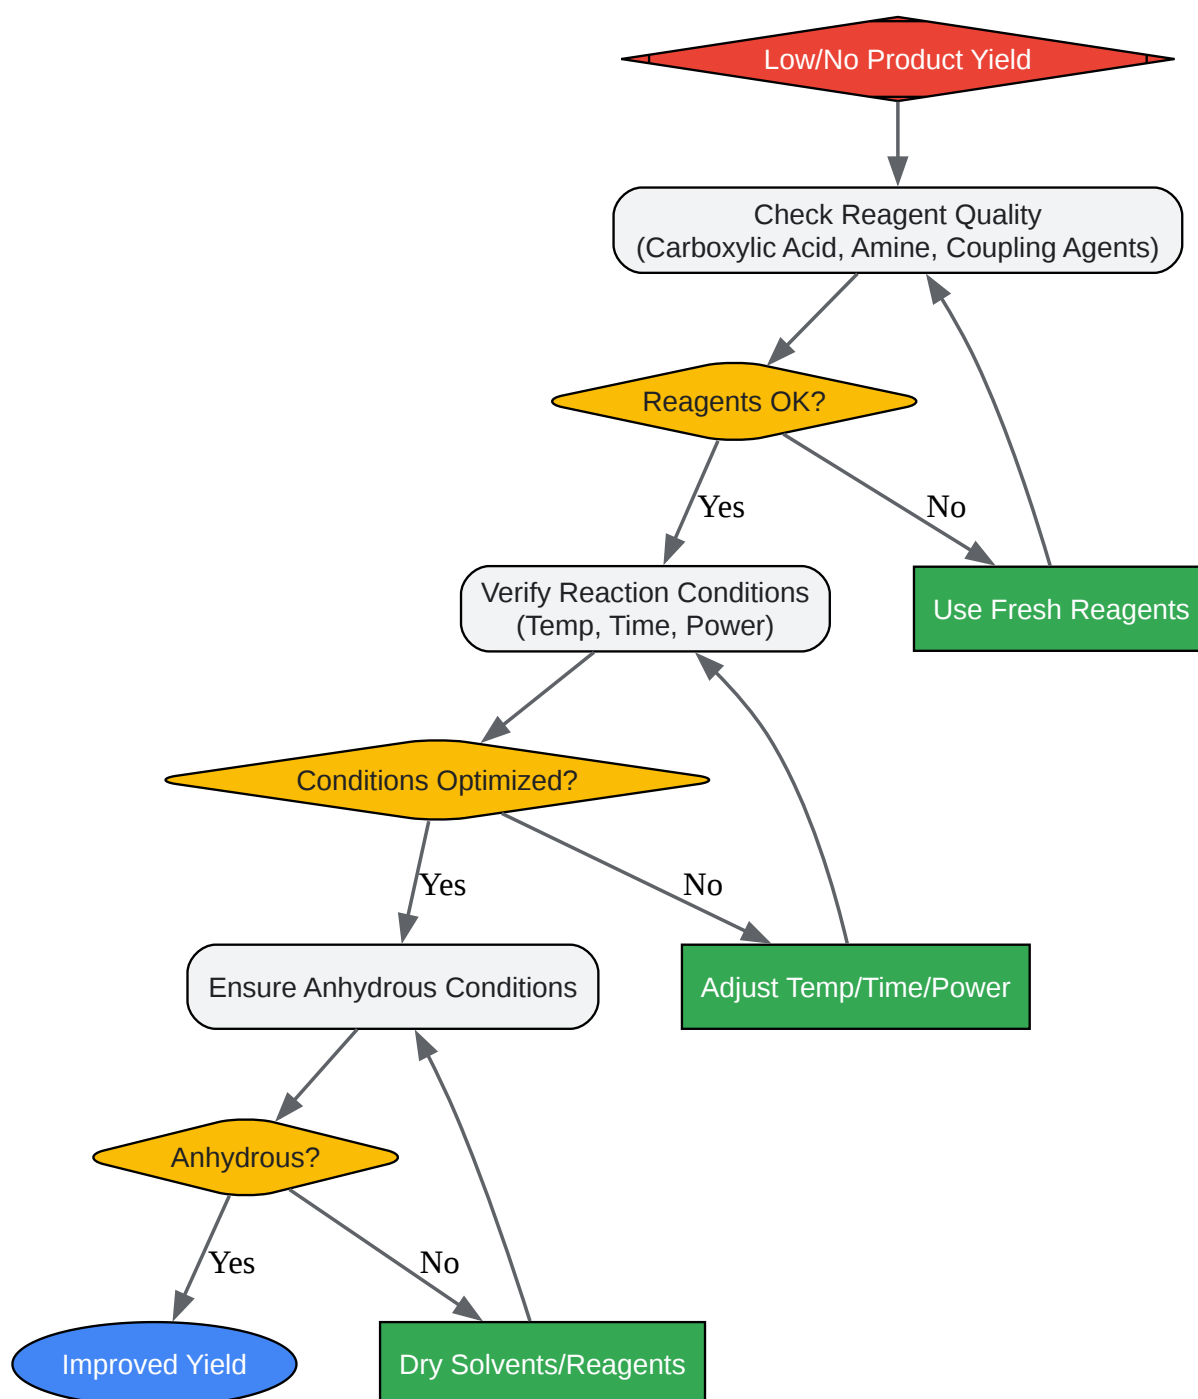 Low/No Product Yield
Check Reagent Quality
(Carboxylic Acid, Amine, Coupling Agents)
Reagents OK?
Yes
No
Verify Reaction Conditions
(Temp, Time, Power)
Use Fresh Reagents
Conditions Optimized?
Yes
No
Ensure Anhydrous Conditions
Adjust Temp/Time/Power
Anhydrous?
Yes
No
Improved Yield
Dry Solvents/Reagents